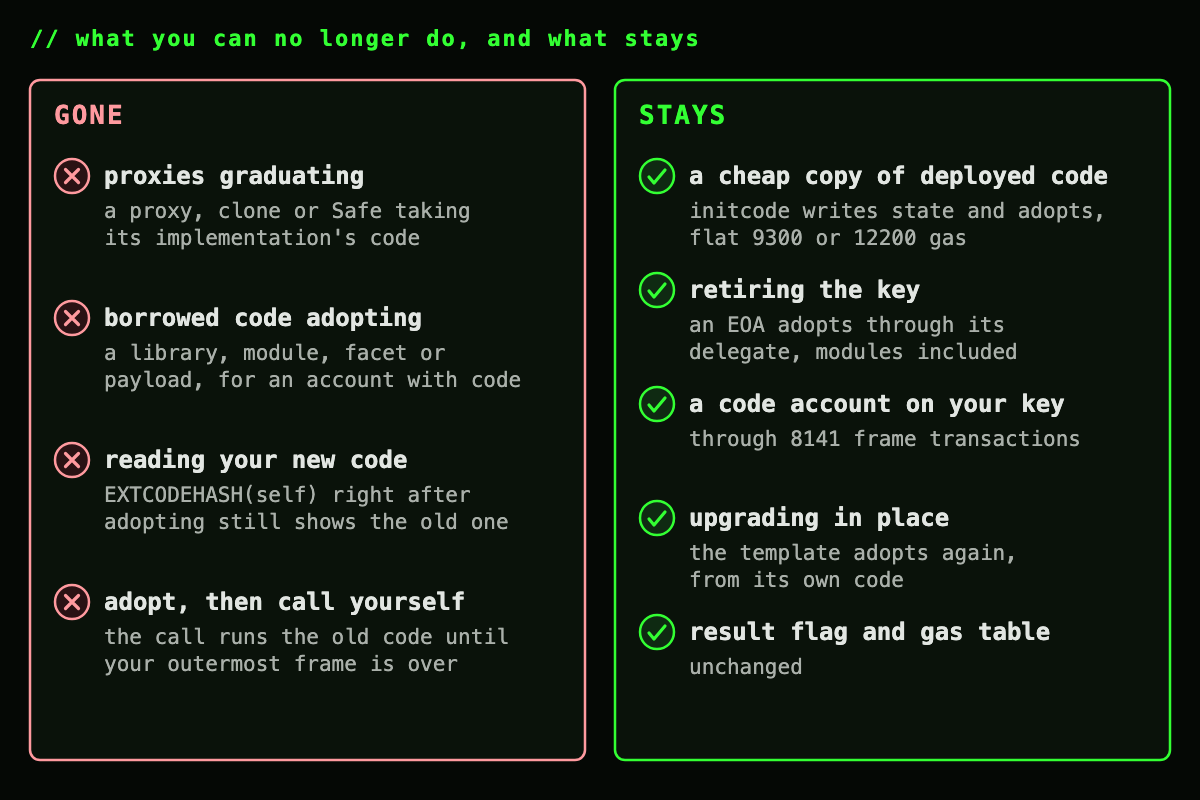 // what you can no longer do, and what stays
GONE
proxies graduating
a proxy, clone or Safe taking
its implementation's code
borrowed code adopting
a library, module, facet or
payload, for an account with code
reading your new code
EXTCODEHASH(self) right after
adopting still shows the old one
adopt, then call yourself
the call runs the old code until
your outermost frame is over
STAYS
a cheap copy of deployed code
initcode writes state and adopts,
flat 9300 or 12200 gas
retiring the key
an EOA adopts through its
delegate, modules included
a code account on your key
through 8141 frame transactions
upgrading in place
the template adopts again,
from its own code
result flag and gas table
unchanged